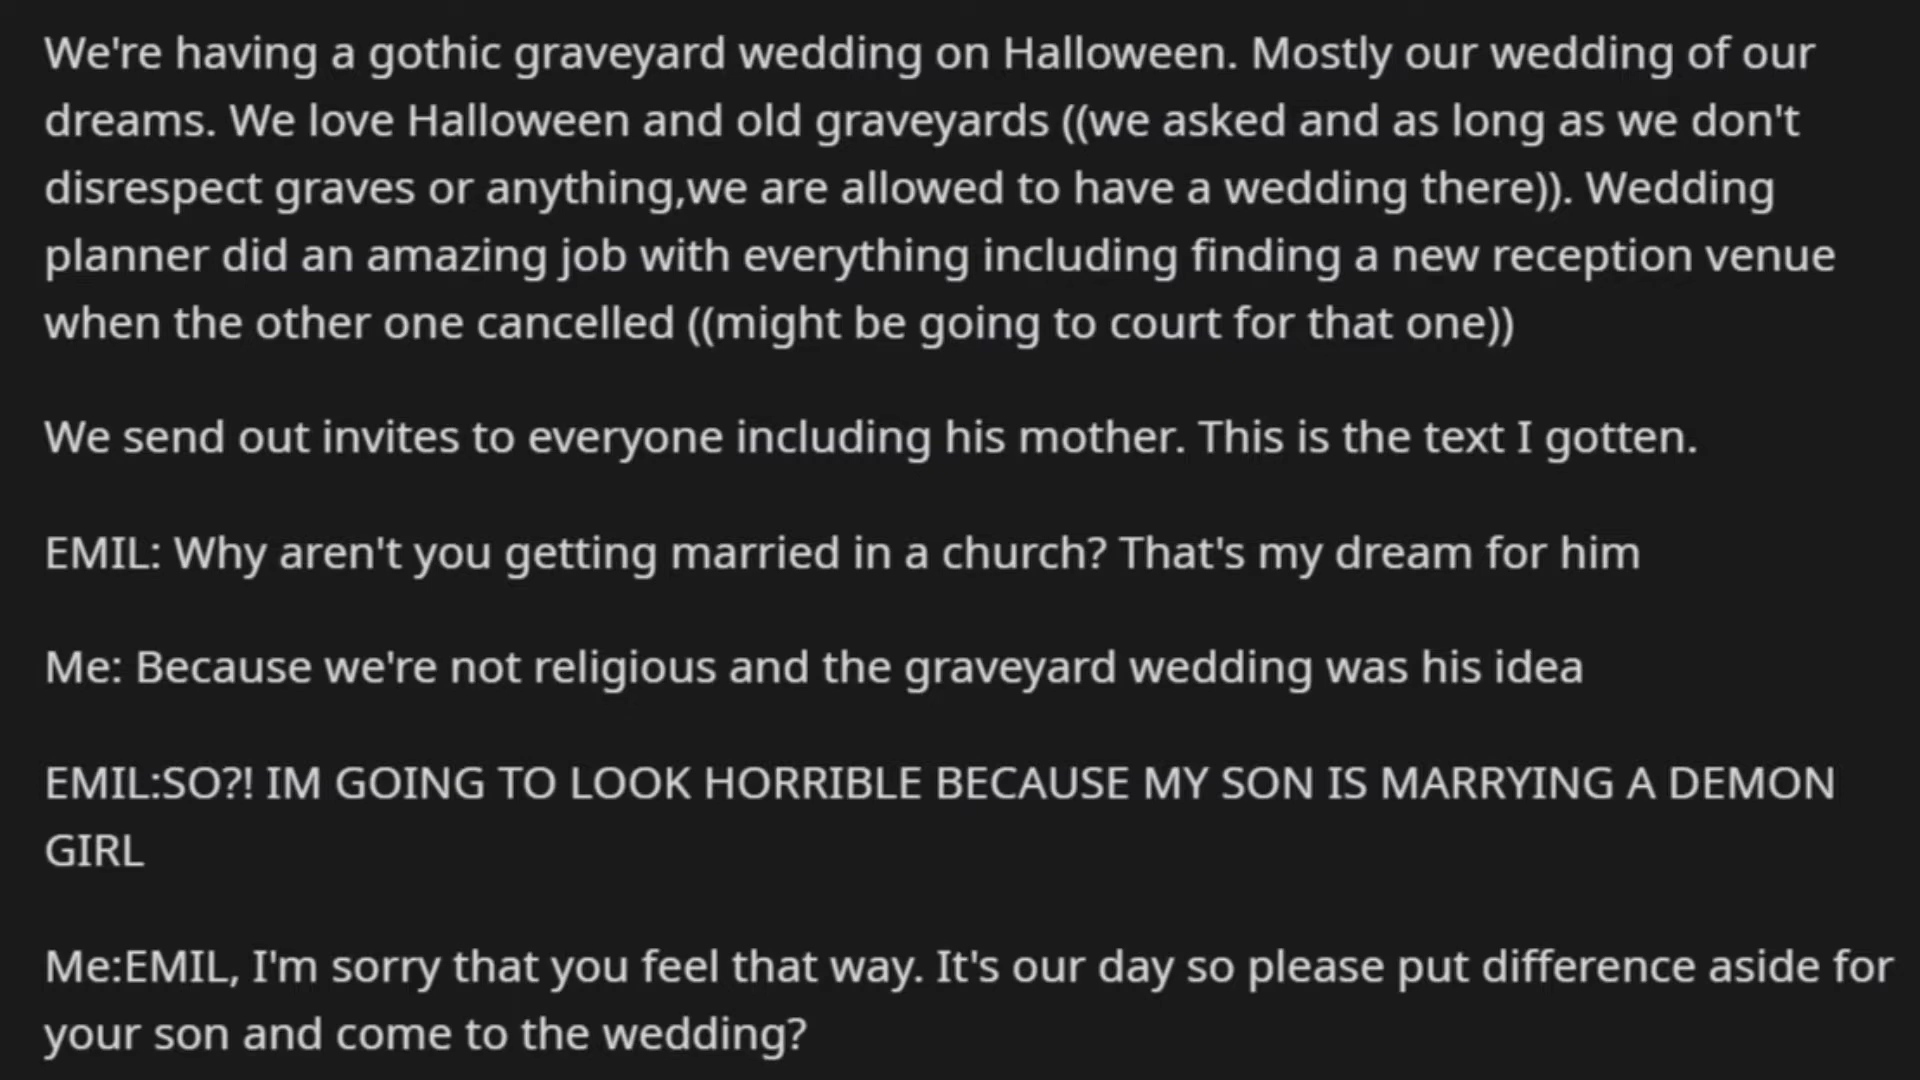 We're having a gothic graveyard wedding on Halloween. Mostly our wedding of our
dreams. We love Halloween and old graveyards ((we asked and as long as we don't
disrespect graves or anything,we are allowed to have a wedding there)). Wedding
planner did an amazing job with everything including finding a new reception venue
when the other one cancelled ((might be going to court for that one))
We send out invites to everyone including his mother. This is the text I gotten.
EMIL: Why aren't you getting married in a church? That's my dream for him
Me: Because we're not religious and the graveyard wedding was his idea
EMIL:SO?! IM GOING TO LOOK HORRIBLE BECAUSE MY SON IS MARRYING A DEMON
GIRL
Me:EMIL, I'm sorry that you feel that way. It's our day so please put difference aside for
your son and come to the wedding?